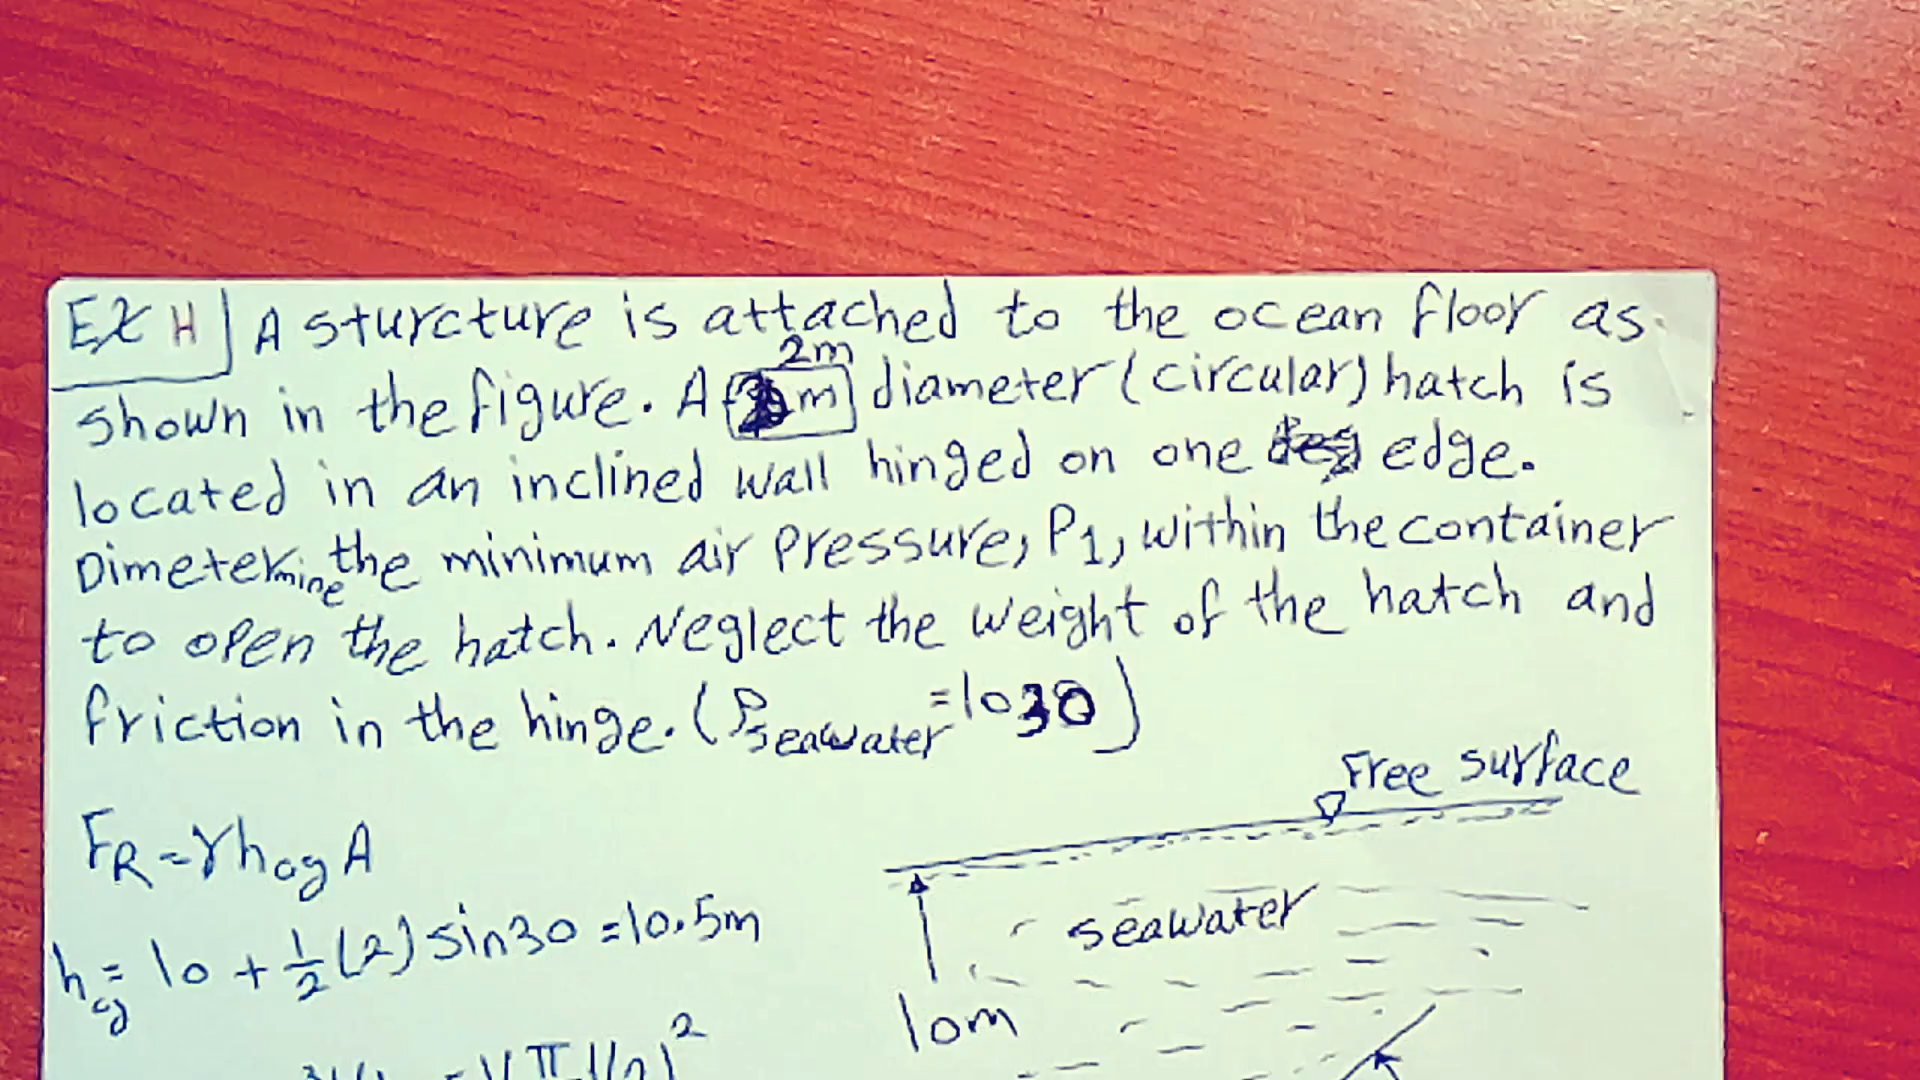 EX H A sturcture is attached to the ocean floor as
shown in the figure. A 2m diameter (circular) hatch is
located in an inclined wall hinged on one edge.
Dimetermine the minimum air pressure, P1, within the container
to open the hatch. Neglect the weight of the hatch and
friction in the hinge. (ρseawater = 1030)
Free surface
FR = γ hcg A
seawater
hcg = 10 + 1/2 (2) sin30 = 10.5m
10m